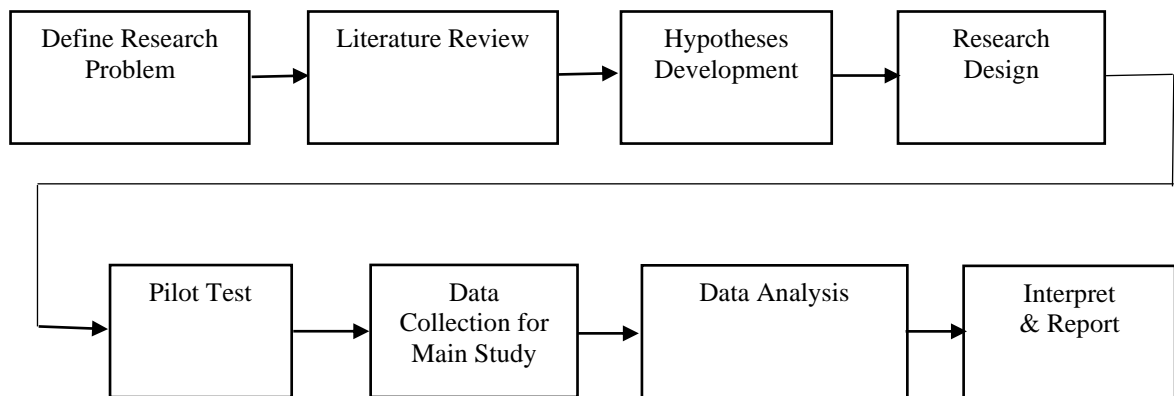 Define Research
Problem
Literature Review
Hypotheses
Development
Research
Design
Pilot Test
Data
Collection for
Main Study
Data Analysis
Interpret
& Report